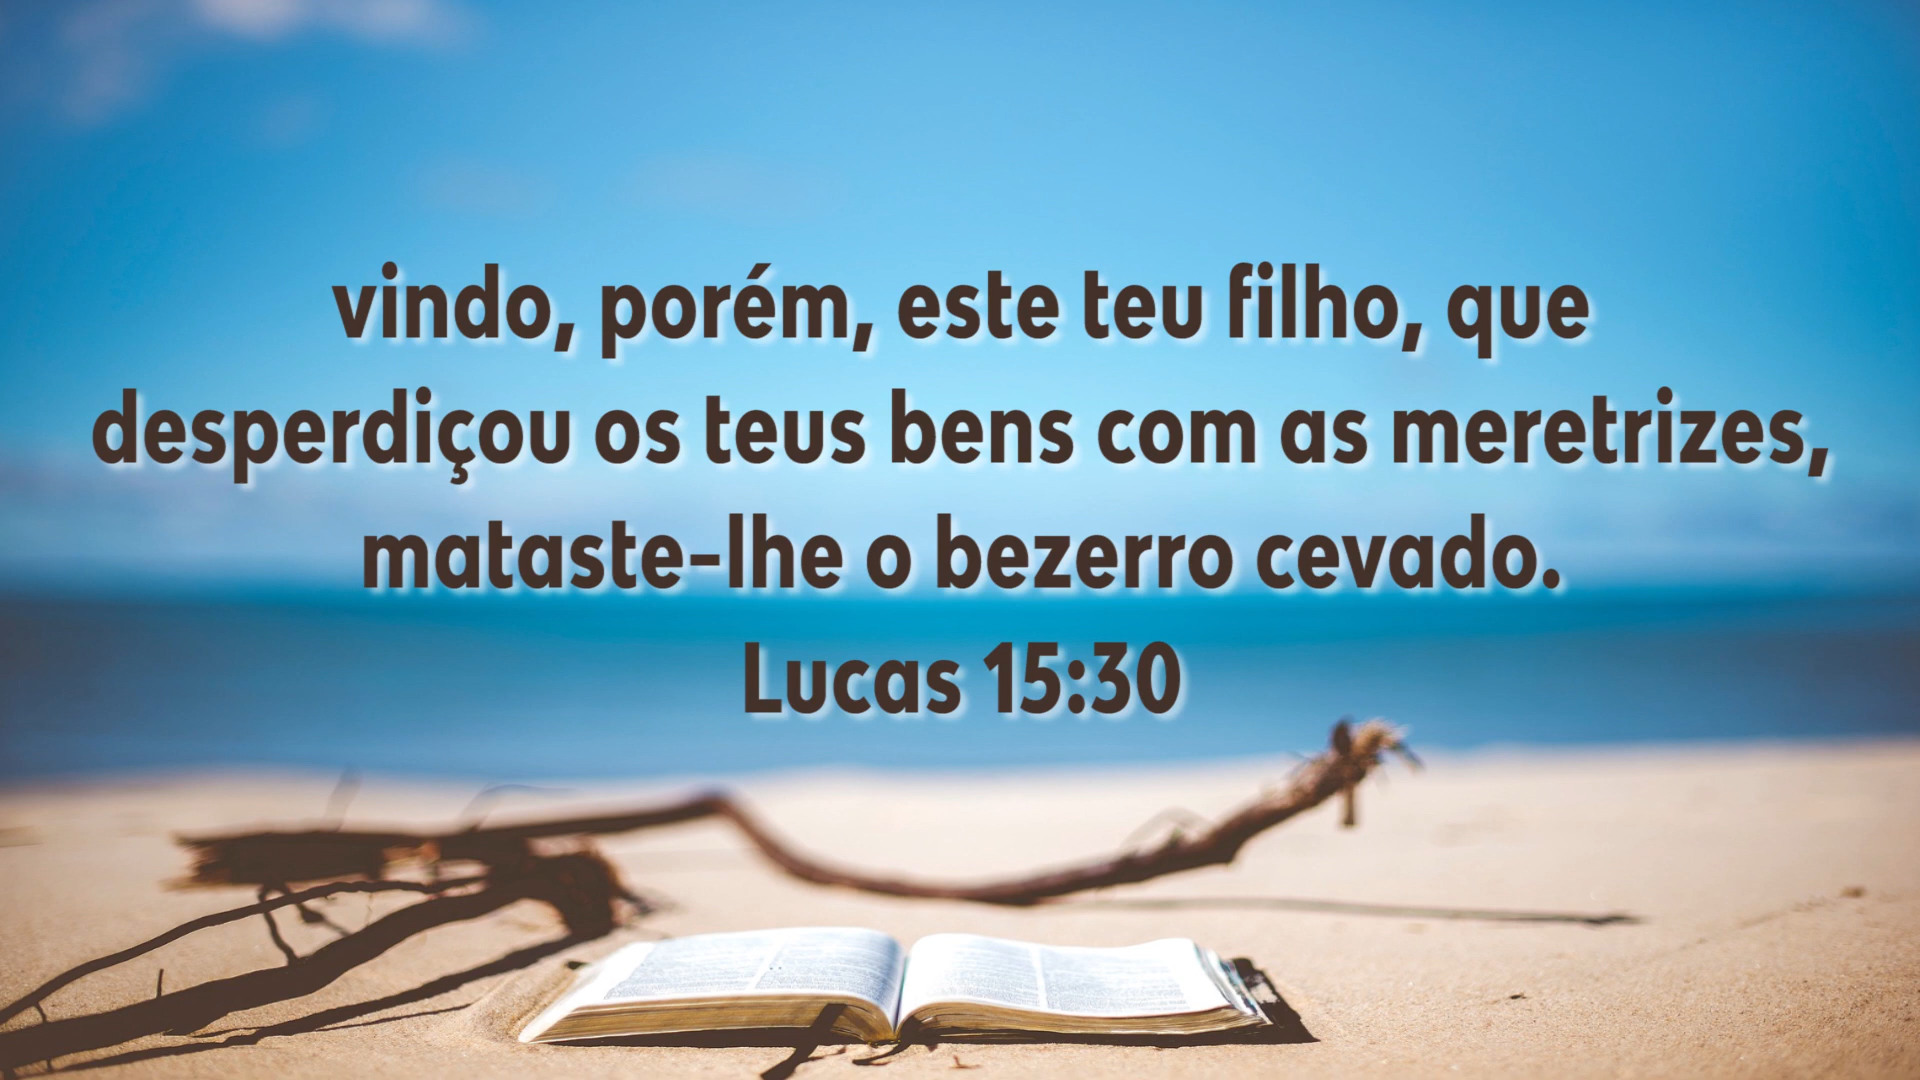 vindo, porém, este teu filho, que
desperdiçou os teus bens com as meretrizes,
mataste-lhe o bezerro cevado.
Lucas 15:30